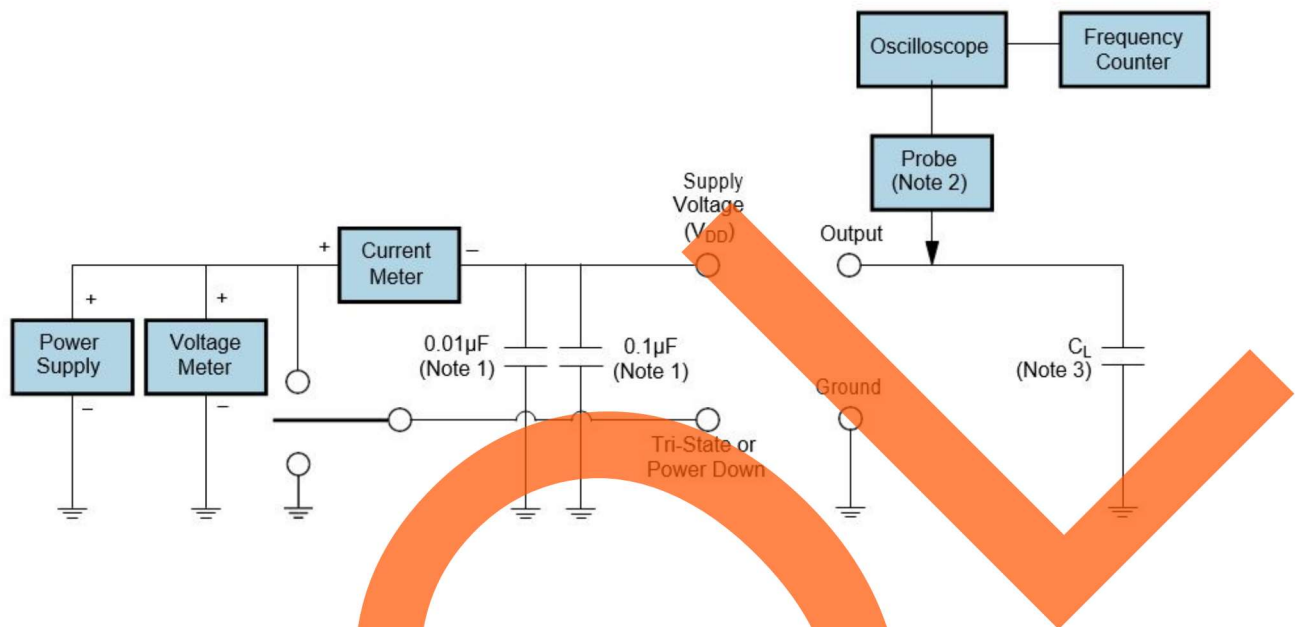 Oscilloscope
Frequency
Counter
Probe
(Note 2)
Supply
Voltage
(VDD)
Output
+
Current
Meter
–
+
+
Power
Supply
Voltage
Meter
–
–
0.01µF
(Note 1)
0.1µF
(Note 1)
CL
(Note 3)
Ground
Tri-State or
Power Down